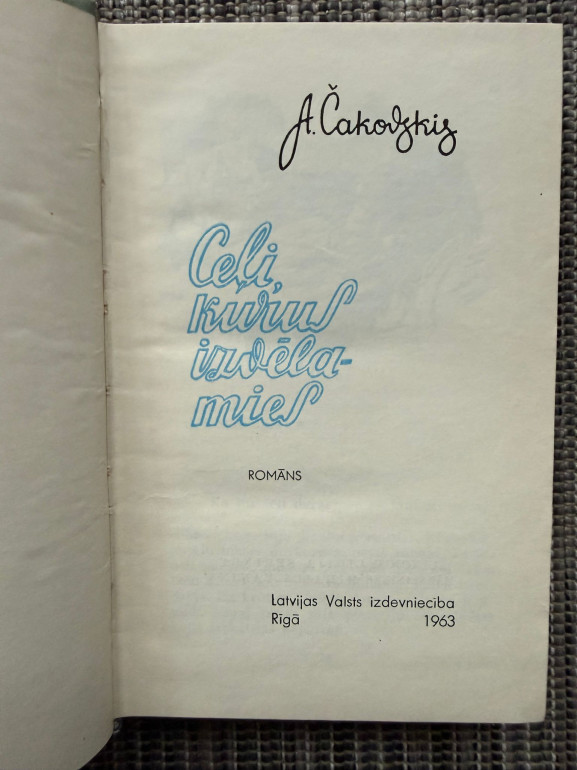 A. Čakovskis
Ceļi,
kurus
izvēla-
mies
ROMĀNS
Latvijas Valsts izdevniecība
Rīgā 1963